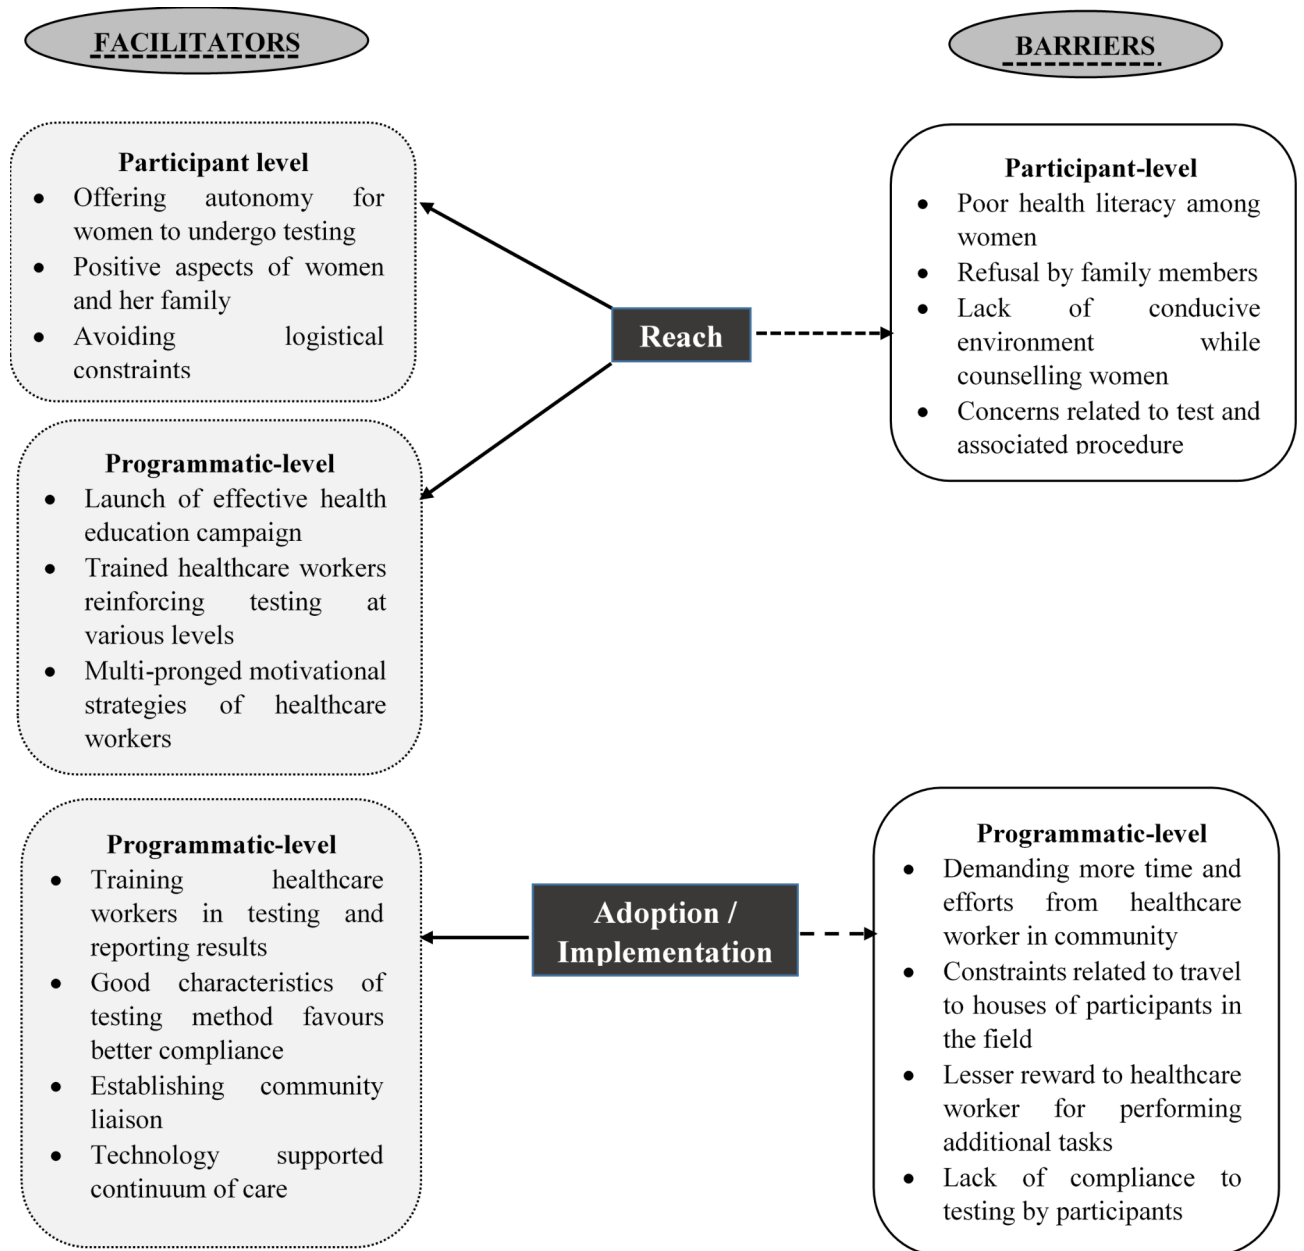 FACILITATORS
BARRIERS
Participant level
• Offering autonomy for
women to undergo testing
• Positive aspects of women
and her family
• Avoiding logistical
constraints
Reach
Participant-level
• Poor health literacy among
women
• Refusal by family members
• Lack of conducive
environment while
counselling women
• Concerns related to test and
associated procedure
Programmatic-level
• Launch of effective health
education campaign
• Trained healthcare workers
reinforcing testing at
various levels
• Multi-pronged motivational
strategies of healthcare
workers
Programmatic-level
• Training healthcare
workers in testing and
reporting results
• Good characteristics of
testing method favours
better compliance
• Establishing community
liaison
• Technology supported
continuum of care
Adoption /
Implementation
Programmatic-level
• Demanding more time and
efforts from healthcare
worker in community
• Constraints related to travel
to houses of participants in
the field
• Lesser reward to healthcare
worker for performing
additional tasks
• Lack of compliance to
testing by participants